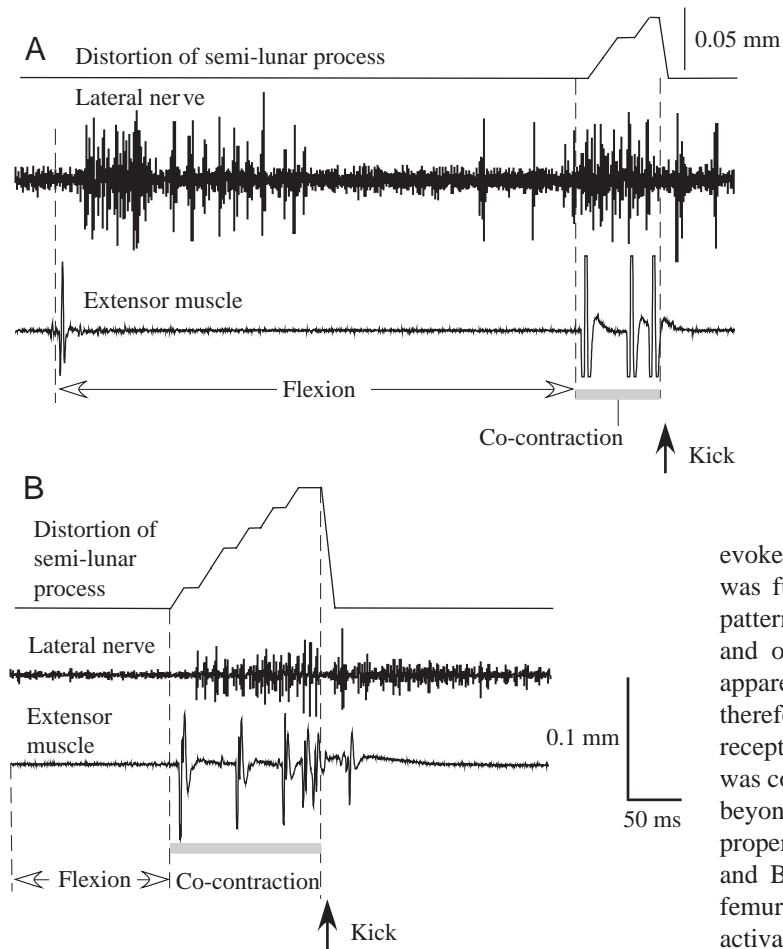 A
Distortion of semi-lunar process
0.05 mm
Lateral nerve
Extensor muscle
Flexion
Co-contraction
Kick
B
Distortion of
semi-lunar
process
Lateral nerve
Extensor
muscle
0.1 mm
50 ms
Flexion
Co-contraction
Kick
evoke
was fu
pattern
and o
appare
therefo
recept
was co
beyon
proper
and B
femur
activa